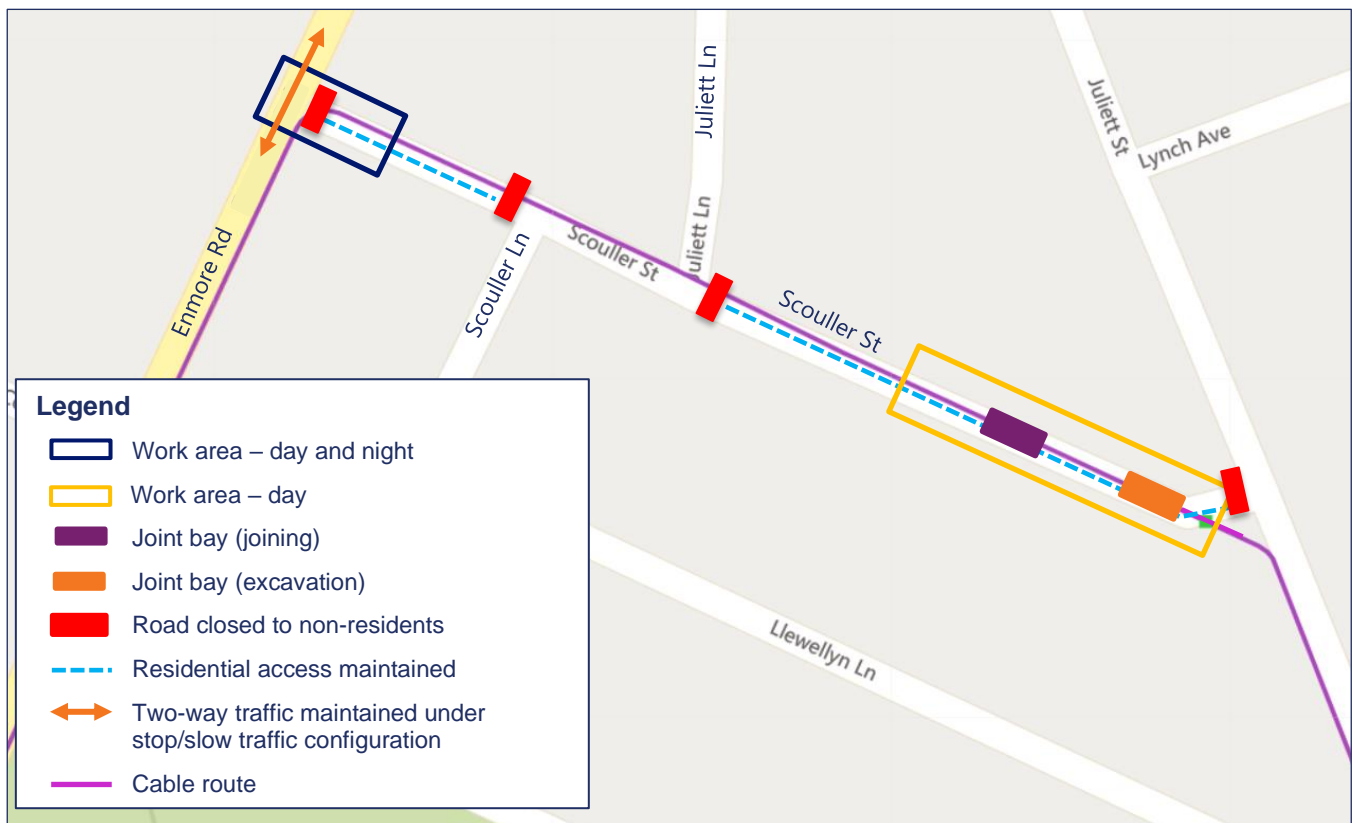 Juliett Ln
Juliett St
Lynch Ave
Enmore Rd
Scouller Ln
Scouller St
uliett Ln
Scouller St
Llewellyn Ln
Legend
Work area – day and night
Work area – day
Joint bay (joining)
Joint bay (excavation)
Road closed to non-residents
Residential access maintained
Two-way traffic maintained under
stop/slow traffic configuration
Cable route